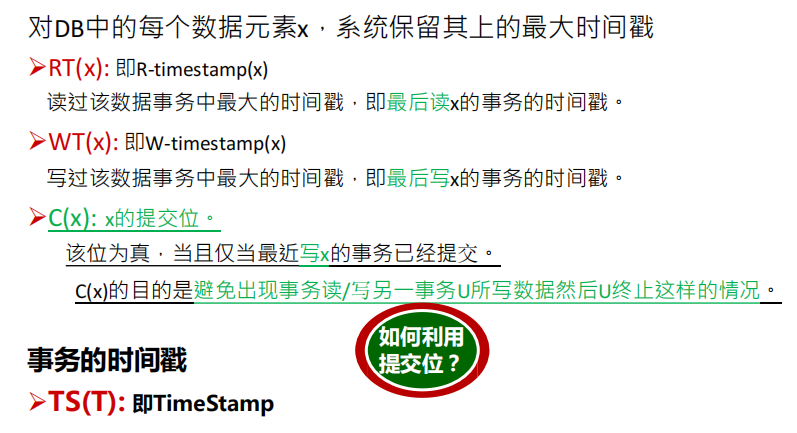 对DB中的每个数据元素x，系统保留其上的最大时间戳
➢RT(x): 即R-timestamp(x)
读过该数据事务中最大的时间戳，即最后读x的事务的时间戳。
➢WT(x): 即W-timestamp(x)
写过该数据事务中最大的时间戳，即最后写x的事务的时间戳。
➢C(x): x的提交位。
该位为真，当且仅当最近写x的事务已经提交。
C(x)的目的是避免出现事务读/写另一事务U所写数据然后U终止这样的情况。
如何利用
提交位？
事务的时间戳
➢TS(T): 即TimeStamp